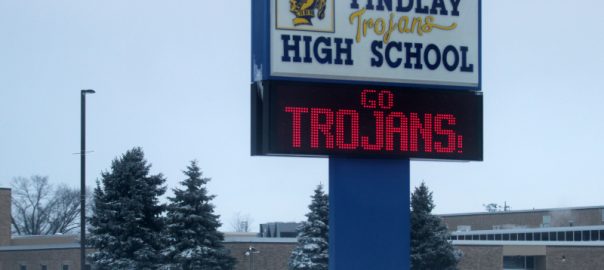 FINDLAY
Trojans
HIGH SCHOOL
GO
TROJANS!